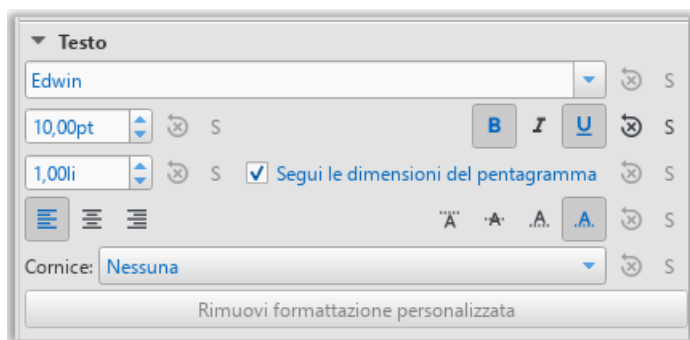 Testo
Edwin S
10,00pt S B I U S
1,00li S Segui le dimensioni del pentagramma S
A A A A S
Cornice: Nessuna S
Rimuovi formattazione personalizzata